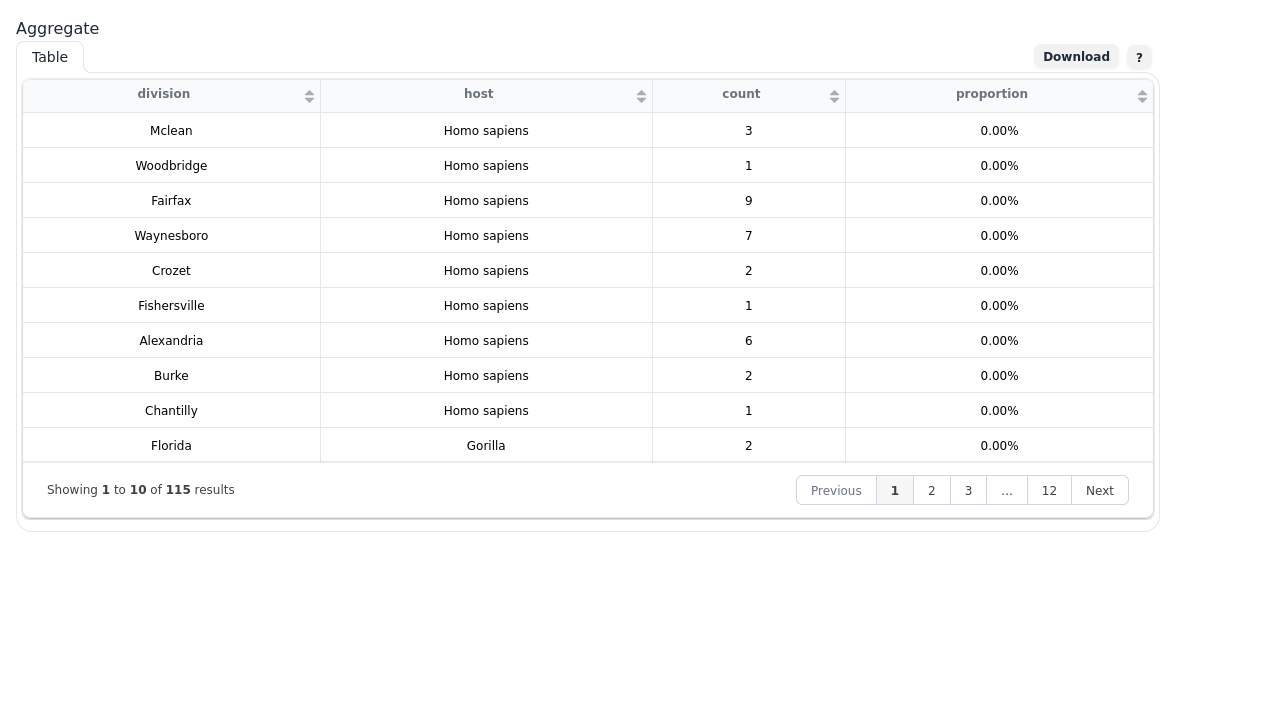 Aggregate
Table
Download ?
division host count proportion
Mclean Homo sapiens 3 0.00%
Woodbridge Homo sapiens 1 0.00%
Fairfax Homo sapiens 9 0.00%
Waynesboro Homo sapiens 7 0.00%
Crozet Homo sapiens 2 0.00%
Fishersville Homo sapiens 1 0.00%
Alexandria Homo sapiens 6 0.00%
Burke Homo sapiens 2 0.00%
Chantilly Homo sapiens 1 0.00%
Florida Gorilla 2 0.00%
Showing 1 to 10 of 115 results
Previous 1 2 3 ... 12 Next